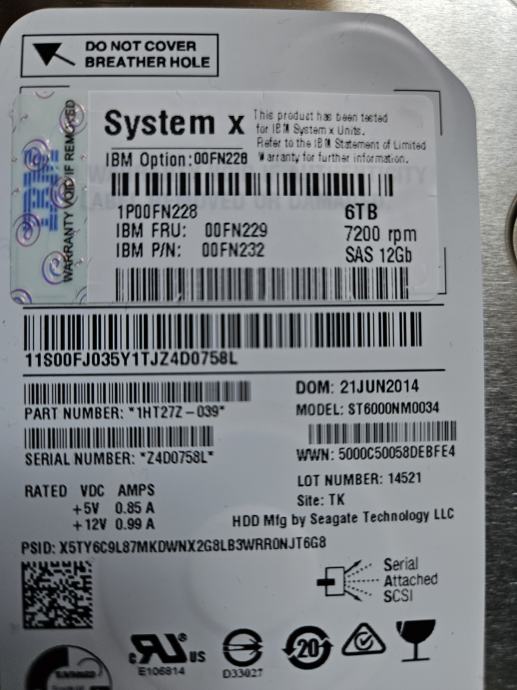 DO NOT COVER
BREATHER HOLE
WARRANTY VOID IF REMOVED
IBM
System x
This product has been tested
for IBM System x Units.
Refer to the IBM Statement of Limited
Warranty for further information.
IBM Option:00FN228
1P00FN228
6TB
IBM FRU: 00FN229
7200 rpm
IBM P/N: 00FN232
SAS 12Gb
11S00FJ035Y1TJZ4D0758L
PART NUMBER: *1HT27Z-039*
SERIAL NUMBER: *Z4D0758L*
DOM: 21JUN2014
MODEL: ST6000NM0034
WWN: 5000C50058DEBFE4
LOT NUMBER: 14521
Site: TK
RATED VDC AMPS
+5V 0.85 A
+12V 0.99 A
HDD Mfg by Seagate Technology LLC
PSID: X5TY6C9L87MKDWNX2G8LB3WRR0NJT6G8
Serial
Attached
SCSI
c RU US
E106814
D33027
20